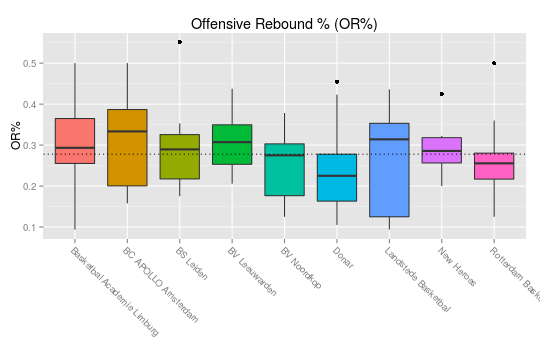 Offensive Rebound % (OR%)
OR%
0.5
0.4
0.3
0.2
0.1
Basketbal Academie Limburg
BC APOLLO Amsterdam
BS Leiden
BV Leeuwarden
BV Noordkop
Donar
Landstede Basketbal
New Heroes
Rotterdam